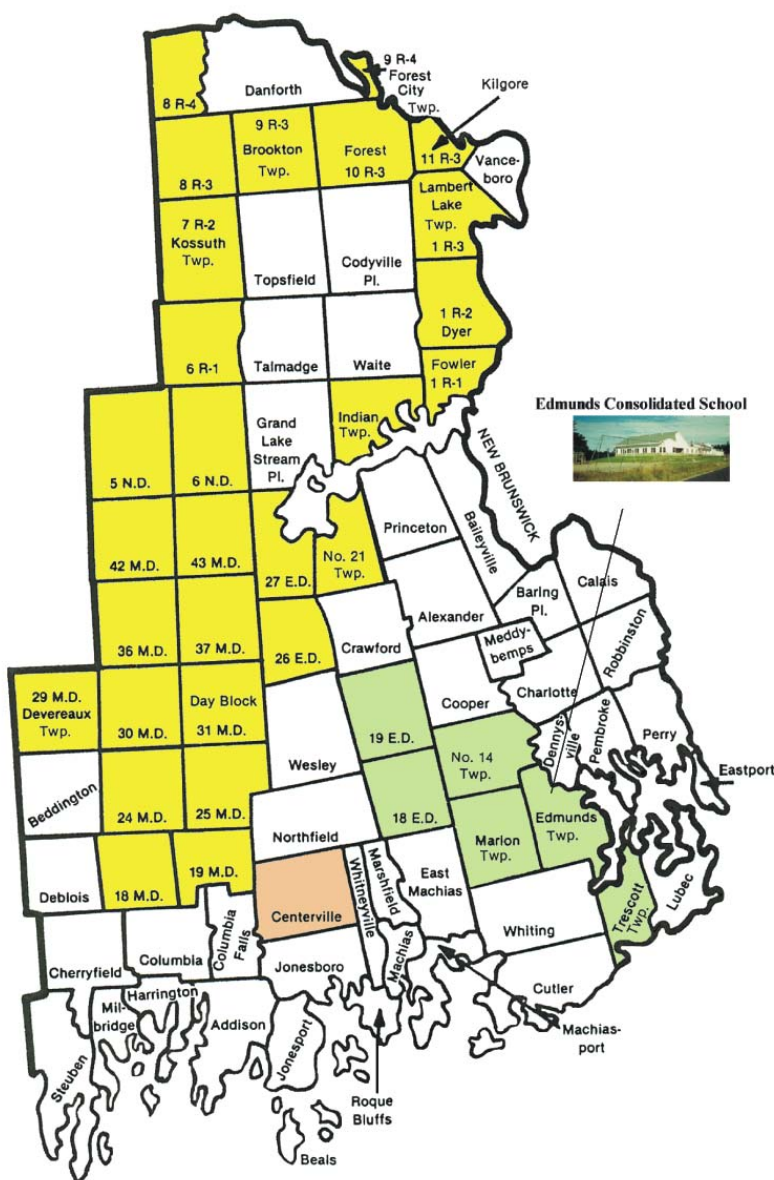 9 R-4
Forest
City
Twp.
Kilgore
8 R-4
Danforth
9 R-3
Brookton
Twp.
Forest
10 R-3
11 R-3
Vance-
boro
8 R-3
Lambert
Lake
Twp.
1 R-3
7 R-2
Kossuth
Twp.
Topsfield
Codyville
Pl.
1 R-2
Dyer
6 R-1
Talmadge
Waite
Fowler
1 R-1
Edmunds Consolidated School
Indian
Twp.
Grand
Lake
Stream
Pl.
NEW BRUNSWICK
5 N.D.
6 N.D.
Princeton
Baileyville
42 M.D.
43 M.D.
27 E.D.
No. 21
Twp.
Alexander
Baring
Pl.
Calais
36 M.D.
37 M.D.
26 E.D.
Crawford
Meddy-
bemps
Robbinston
29 M.D.
Devereaux
Twp.
30 M.D.
Day Block
31 M.D.
Cooper
Charlotte
19 E.D.
Wesley
No. 14
Twp.
Dennys-
ville
Pembroke
Perry
Eastport
Beddington
24 M.D.
25 M.D.
18 E.D.
Northfield
Marion
Twp.
Edmunds
Twp.
Deblois
18 M.D.
19 M.D.
Centerville
Whitneyville
Marshfield
East
Machias
Trescott
Twp.
Lubec
Whiting
Cherryfield
Columbia
Columbia
Falls
Jonesboro
Machias
Cutler
Mil-
bridge
Harrington
Addison
Jonesport
Machias-
port
Steuben
Roque
Bluffs
Beals